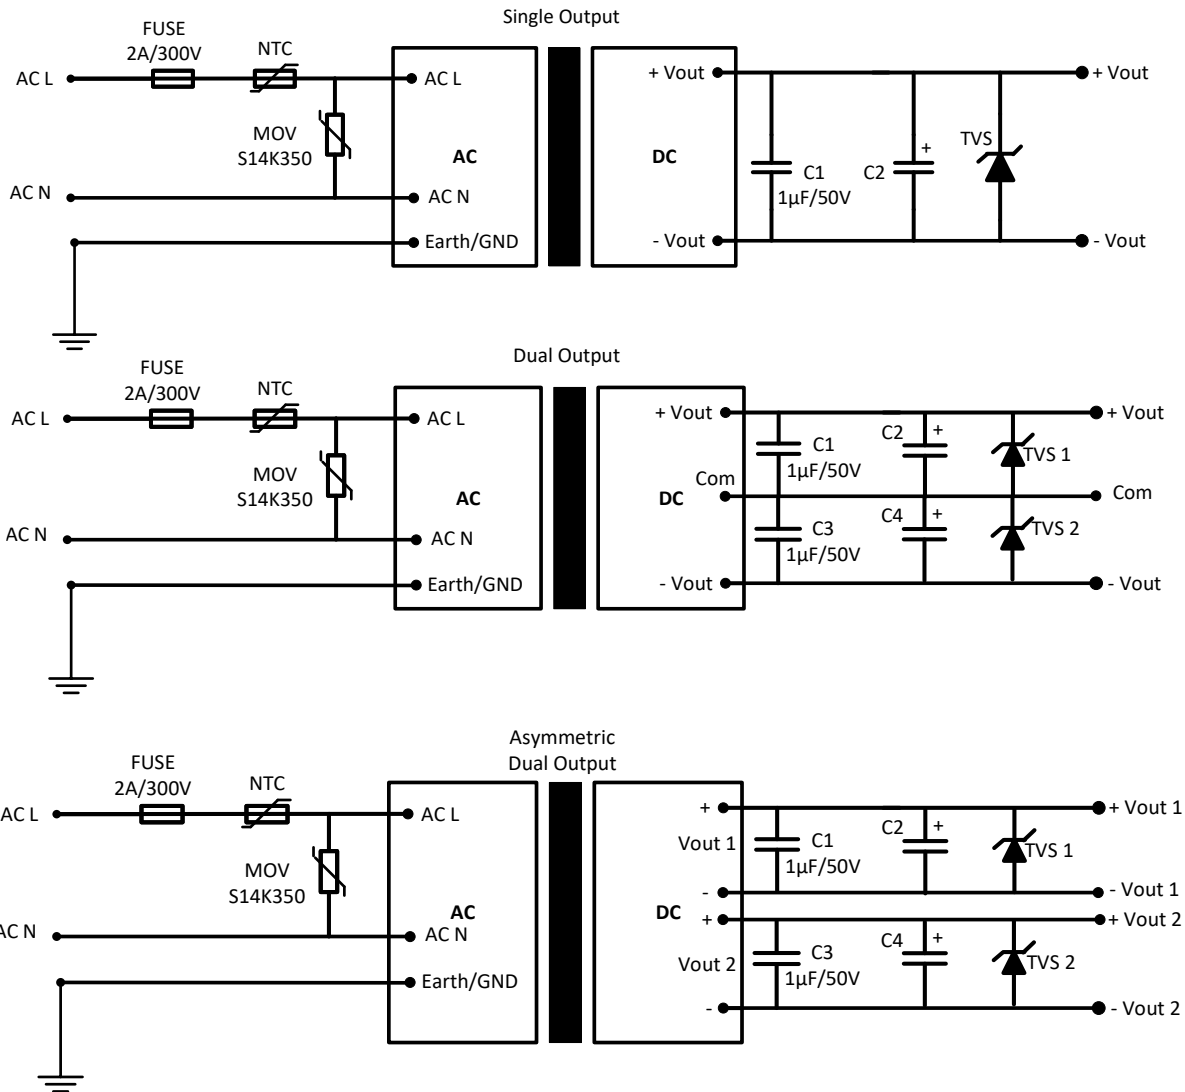 Single Output
FUSE
2A/300V
NTC
AC L
AC L
+ Vout
+ Vout
MOV
S14K350
AC
DC
C1
1µF/50V
C2
+
TVS
AC N
AC N
Earth/GND
- Vout
- Vout
Dual Output
FUSE
2A/300V
NTC
AC L
AC L
+ Vout
+ Vout
C1
1µF/50V
C2
+
TVS 1
MOV
S14K350
AC
DC
Com
Com
C3
1µF/50V
C4
+
TVS 2
AC N
AC N
Earth/GND
- Vout
- Vout
Asymmetric
Dual Output
FUSE
2A/300V
NTC
AC L
AC L
+
+ Vout 1
Vout 1
C1
1µF/50V
C2
+
TVS 1
MOV
S14K350
-
- Vout 1
AC
DC
+
+ Vout 2
AC N
AC N
Vout 2
C3
1µF/50V
C4
+
TVS 2
Earth/GND
-
- Vout 2